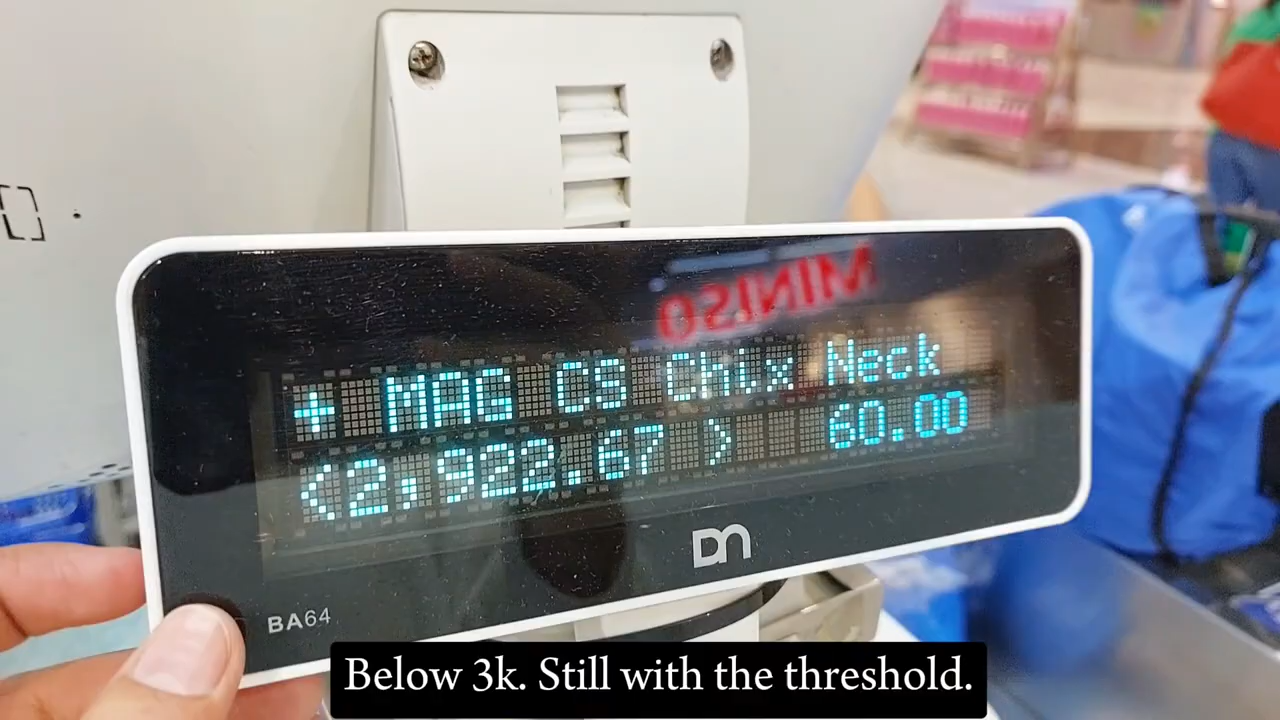 MINISO
+ MAG CS Chix Neck
(2,922.67 ) 60.00
DN
BA64
Below 3k. Still with the threshold.